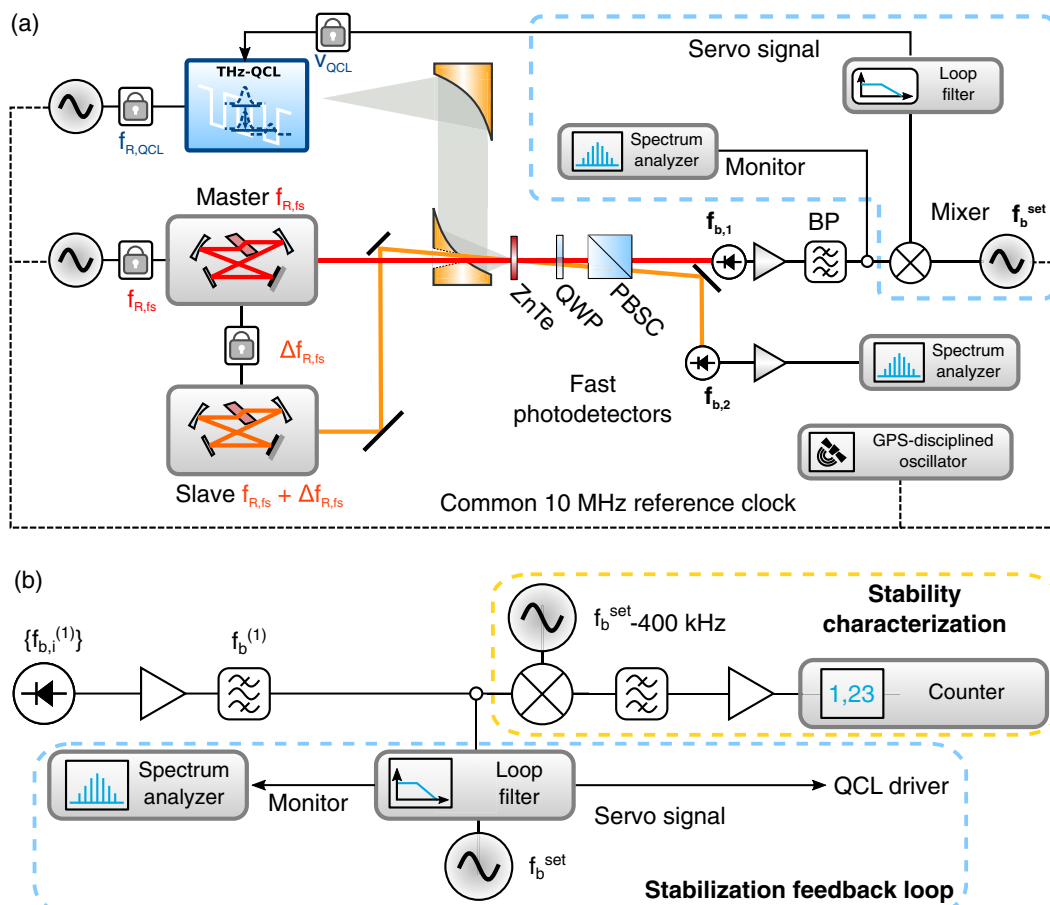 (a)
Servo signal
V_QCL
THz-QCL
Loop
filter
f_R,QCL
Spectrum
analyzer
Monitor
Master f_R,fs
Mixer
f_b^set
f_b,1
BP
f_R,fs
ZnTe
QWP
PBSC
Δf_R,fs
Fast
photodetectors
f_b,2
Spectrum
analyzer
GPS-disciplined
oscillator
Slave f_R,fs + Δf_R,fs
Common 10 MHz reference clock
(b)
Stability
characterization
f_b^set-400 kHz
{f_b,i^(1)}
f_b^(1)
1,23
Counter
Spectrum
analyzer
Monitor
Loop
filter
Servo signal
QCL driver
f_b^set
Stabilization feedback loop